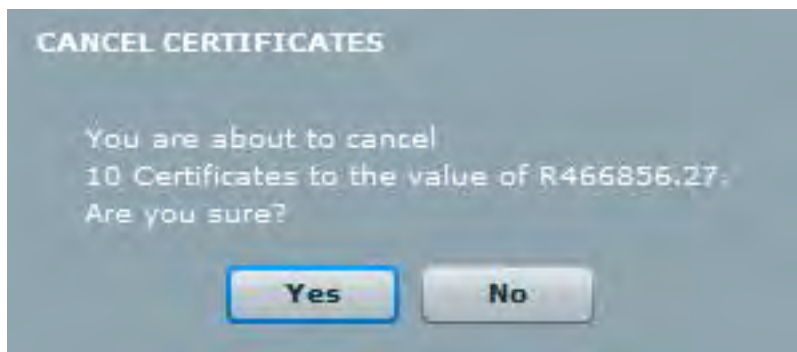 CANCEL CERTIFICATES
You are about to cancel
10 Certificates to the value of R466856.27.
Are you sure?
Yes
No